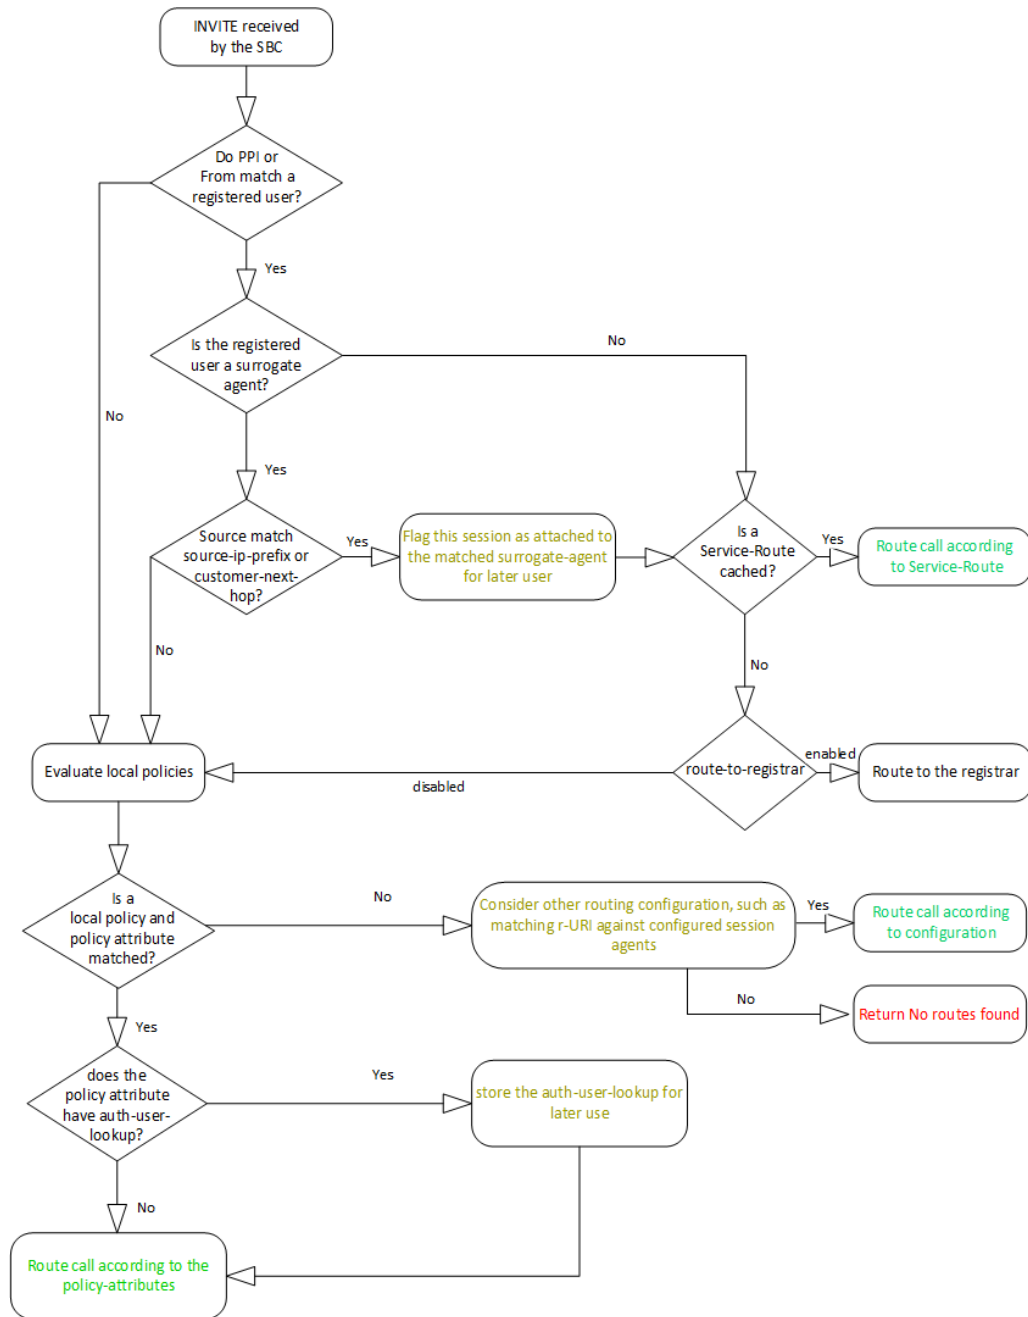 INVITE received
by the SBC
Do PPI or
From match a
registered user?
Yes
No
Is the registered
user a surrogate
agent?
No
Yes
Source match
source-ip-prefix or
customer-next-
hop?
Yes
Flag this session as attached to
the matched surrogate-agent
for later user
Is a
Service-Route
cached?
Yes
Route call according
to Service-Route
No
No
Evaluate local policies
disabled
route-to-registrar
enabled
Route to the registrar
Is a
local policy and
policy attribute
matched?
No
Consider other routing configuration, such as
matching r-URI against configured session
agents
Yes
Route call according
to configuration
No
Return No routes found
Yes
does the
policy attribute
have auth-user-
lookup?
Yes
store the auth-user-lookup for
later use
No
Route call according to the
policy-attributes